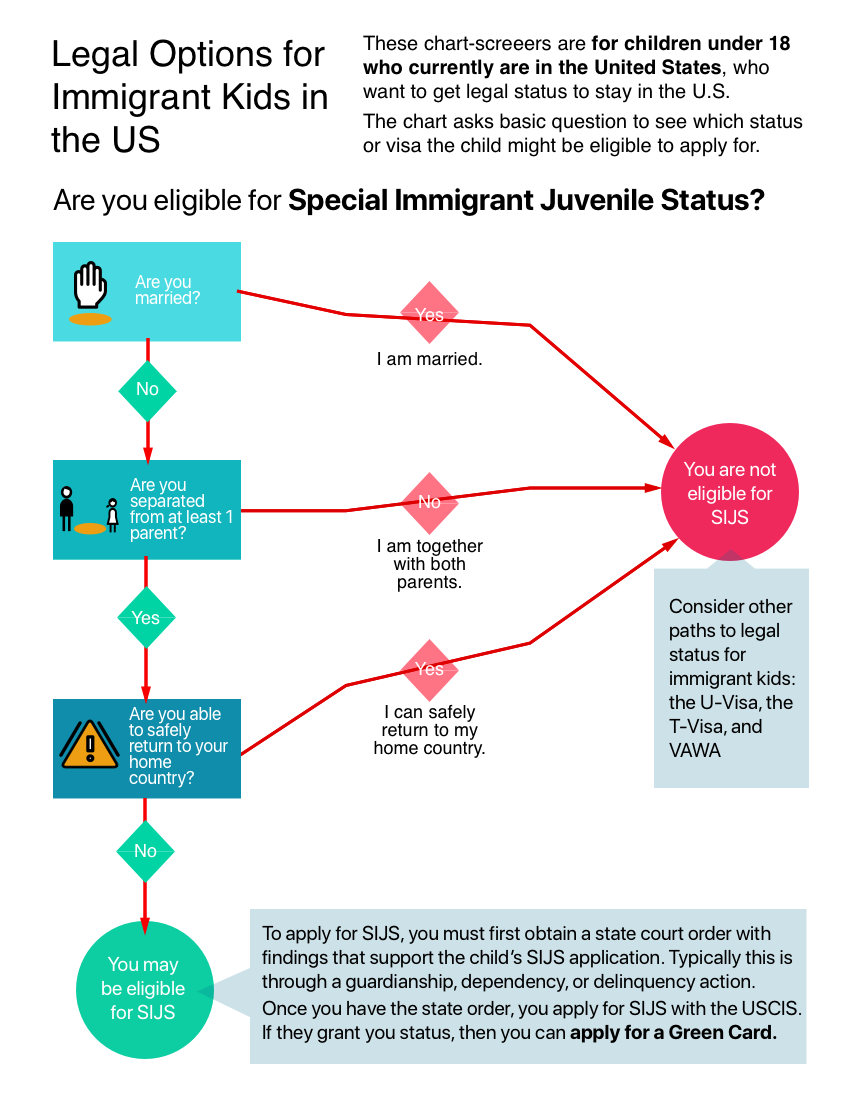 Legal Options for
Immigrant Kids in
the US
These chart-screeers are for children under 18
who currently are in the United States, who
want to get legal status to stay in the U.S.
The chart asks basic question to see which status
or visa the child might be eligible to apply for.
Are you eligible for Special Immigrant Juvenile Status?
Are you
married?
Yes
I am married.
No
Are you
separated
from at least 1
parent?
No
I am together
with both
parents.
You are not
eligible for
SIJS
Yes
Consider other
paths to legal
status for
immigrant kids:
the U-Visa, the
T-Visa, and
VAWA
Are you able
to safely
return to your
home
country?
Yes
I can safely
return to my
home country.
No
You may
be eligible
for SIJS
To apply for SIJS, you must first obtain a state court order with
findings that support the child's SIJS application. Typically this is
through a guardianship, dependency, or delinquency action.
Once you have the state order, you apply for SIJS with the USCIS.
If they grant you status, then you can apply for a Green Card.